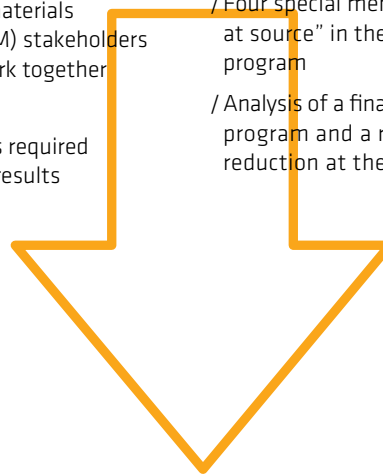 aterials
M) stakeholders
rk together
s required
results
/ Four special mer
at source” in the
program
/ Analysis of a fina
program and a r
reduction at the